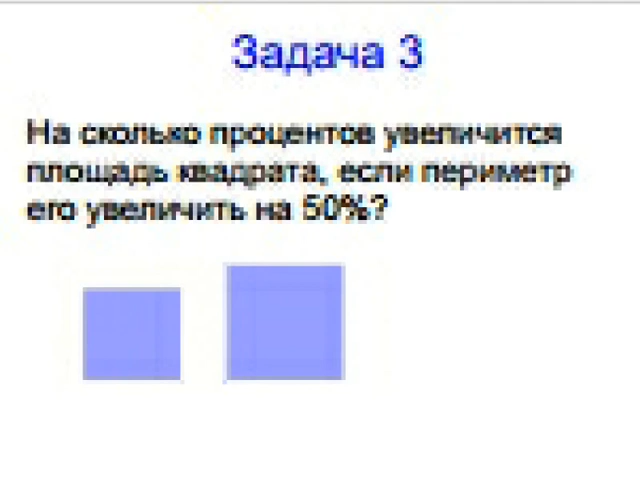 Задача 3
На сколько процентов увеличится
площадь квадрата, если периметр
его увеличить на 50%?